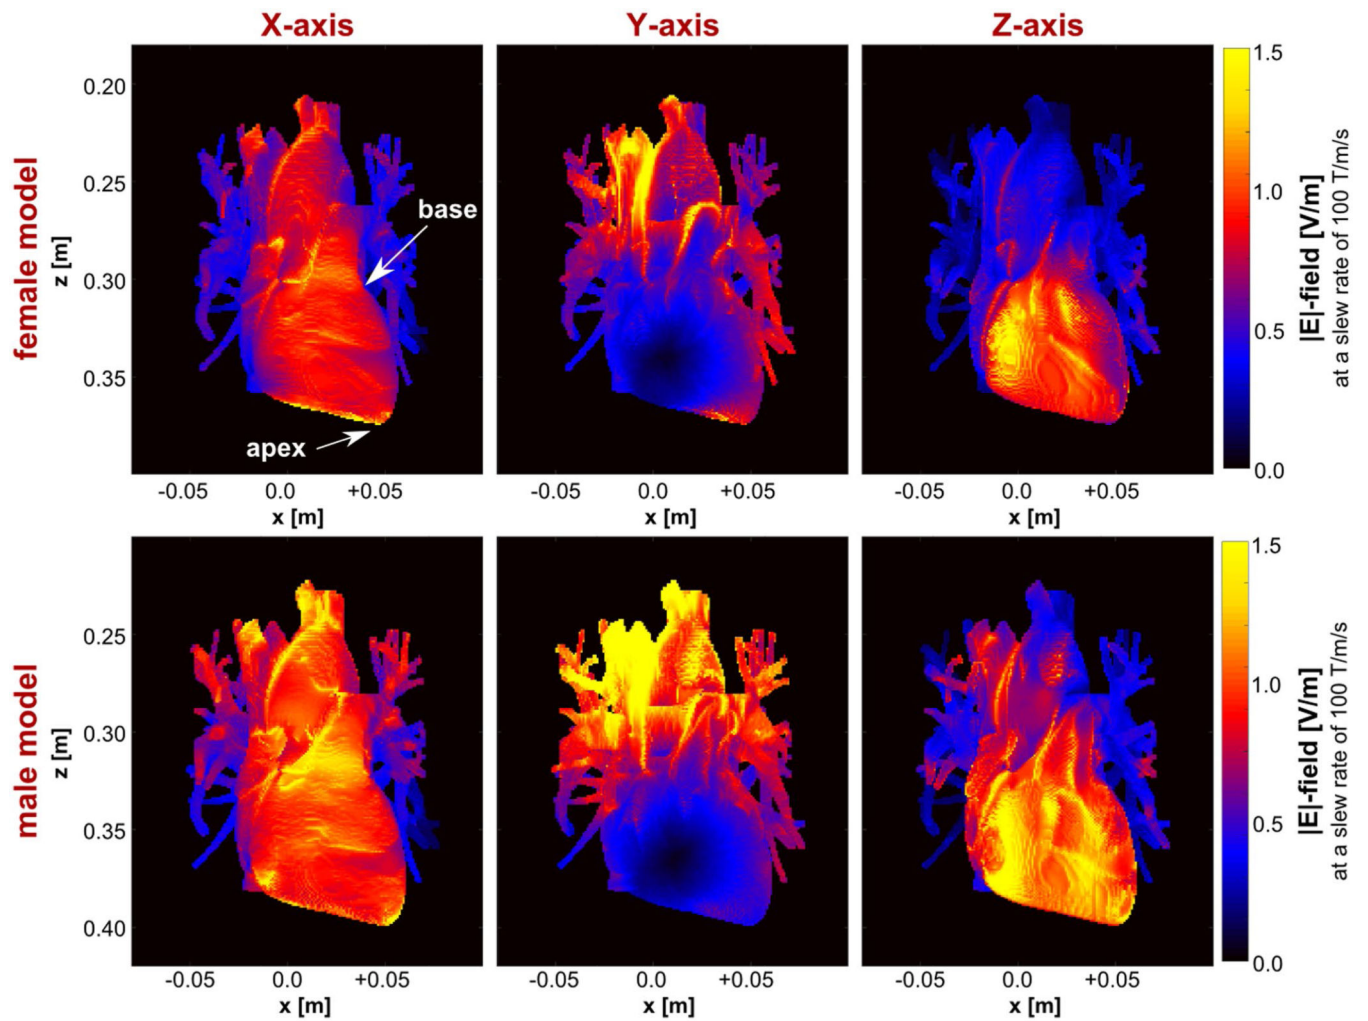 X-axis Y-axis Z-axis
female model
z [m]
0.20
0.25
0.30
0.35
base
apex
-0.05 0.0 +0.05
x [m]
-0.05 0.0 +0.05
x [m]
-0.05 0.0 +0.05
x [m]
1.5
1.0
0.5
0.0
|E|-field [V/m]
at a slew rate of 100 T/m/s
male model
z [m]
0.25
0.30
0.35
0.40
-0.05 0.0 +0.05
x [m]
-0.05 0.0 +0.05
x [m]
-0.05 0.0 +0.05
x [m]
1.5
1.0
0.5
0.0
|E|-field [V/m]
at a slew rate of 100 T/m/s